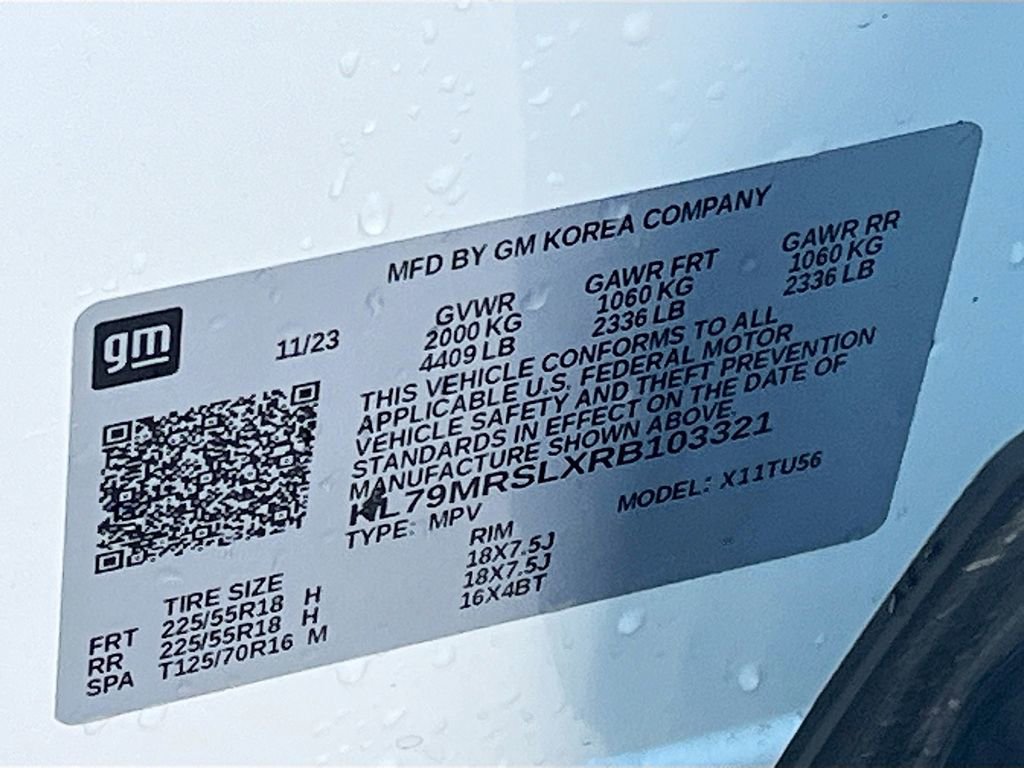 MFD BY GM KOREA COMPANY
gm
11/23
GVWR GAWR FRT GAWR RR
2000 KG 1060 KG 1060 KG
4409 LB 2336 LB 2336 LB
THIS VEHICLE CONFORMS TO ALL
APPLICABLE U.S. FEDERAL MOTOR
VEHICLE SAFETY AND THEFT PREVENTION
STANDARDS IN EFFECT ON THE DATE OF
MANUFACTURE SHOWN ABOVE.
KL79MRSLXRB103321
TYPE: MPV MODEL: X11TU56
TIRE SIZE RIM
FRT 225/55R18 H 18X7.5J
RR 225/55R18 H 18X7.5J
SPA T125/70R16 M 16X4BT